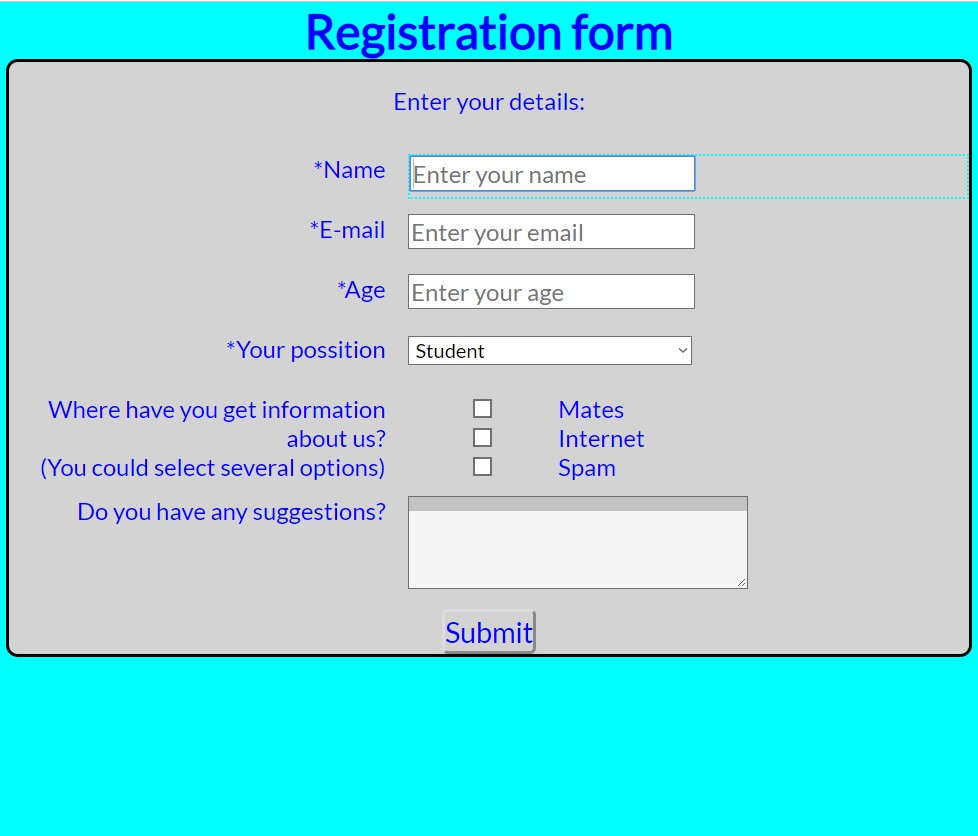 Registration form
Enter your details:
*Name Enter your name
*E-mail Enter your email
*Age Enter your age
*Your possition Student
Where have you get information Mates
about us? Internet
(You could select several options) Spam
Do you have any suggestions?
Submit